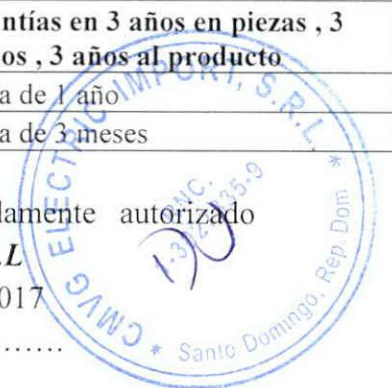 ntías en 3 años en piezas , 3
os , 3 años al producto
a de 1 año
a de 3 meses
damente autorizado
.L
017
......
CMVG ELECTRIC IMPORT, S.R.L.
RNC.
* Santo Domingo, Rep. Dom. *